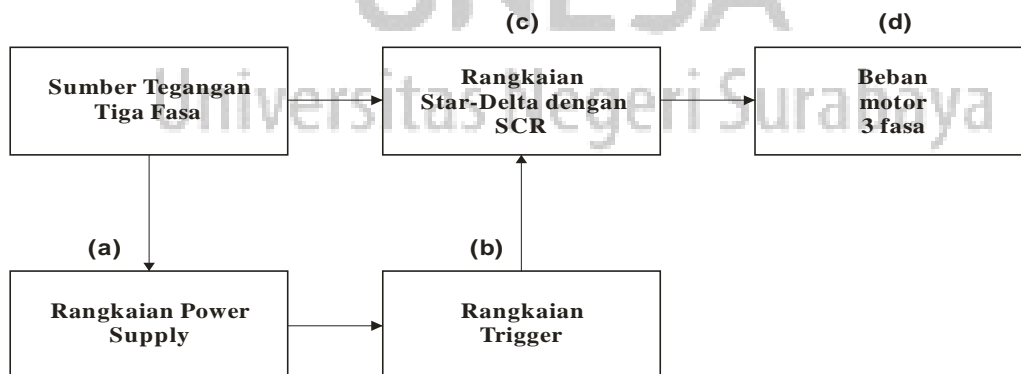 UNESA
Universitas Negeri Surabaya
(c)
(d)
Sumber Tegangan
Tiga Fasa
Rangkaian
Star-Delta dengan
SCR
Beban
motor
3 fasa
(a)
(b)
Rangkaian Power
Supply
Rangkaian
Trigger